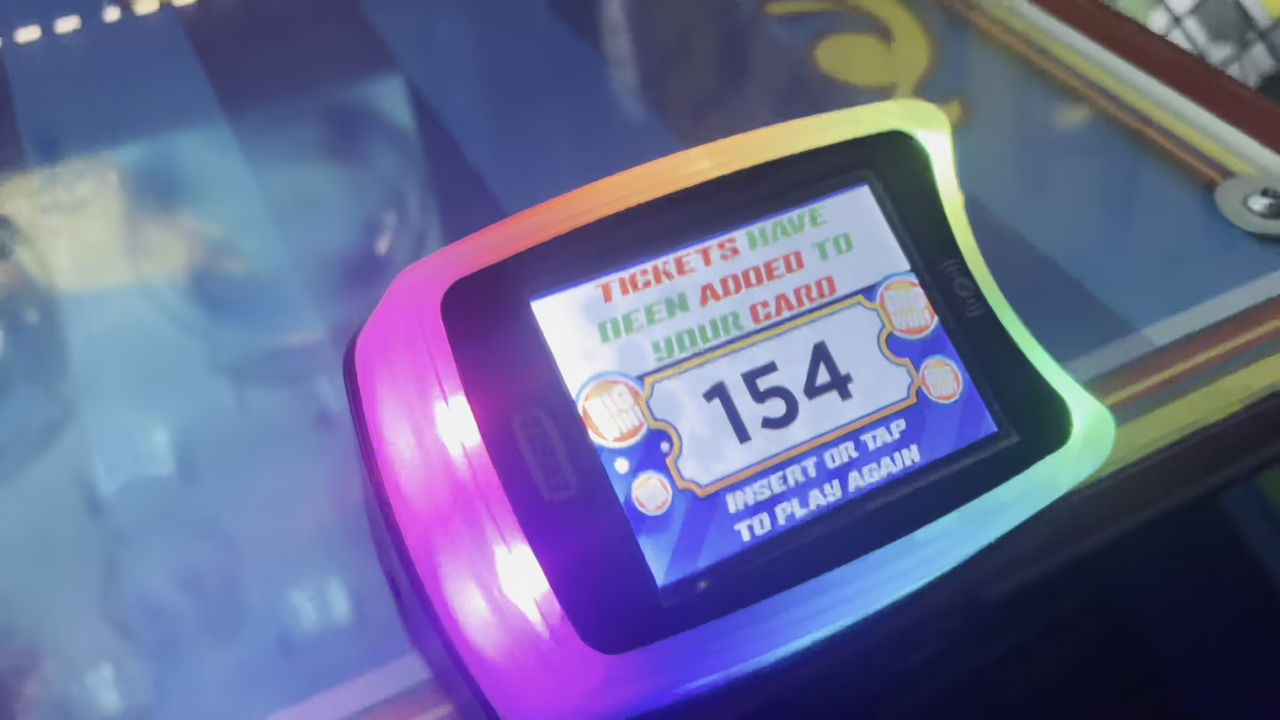 TICKETS HAVE
BEEN ADDED TO
YOUR CARD
154
INSERT OR TAP
TO PLAY AGAIN